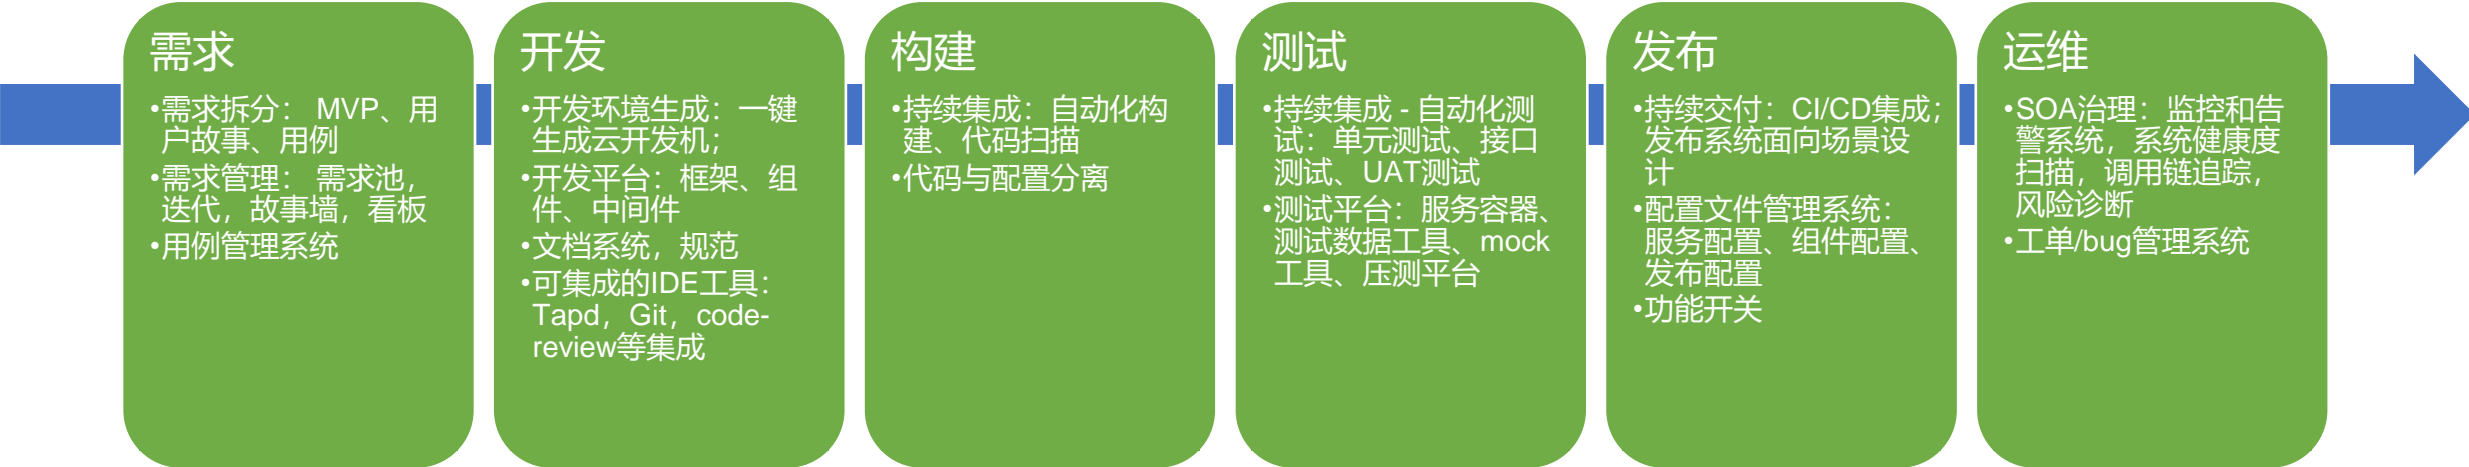 需求
•需求拆分： MVP、用
户故事、用例
•需求管理： 需求池，
迭代，故事墙，看板
•用例管理系统
开发
•开发环境生成：一键
生成云开发机；
•开发平台：框架、组
件、中间件
•文档系统，规范
•可集成的IDE工具：
Tapd，Git，code-
review等集成
构建
•持续集成：自动化构
建、代码扫描
•代码与配置分离
测试
•持续集成 - 自动化测
试：单元测试、接口
测试、UAT测试
•测试平台：服务容器、
测试数据工具、mock
工具、压测平台
发布
•持续交付：CI/CD集成；
发布系统面向场景设
计
•配置文件管理系统：
服务配置、组件配置、
发布配置
•功能开关
运维
•SOA治理：监控和告
警系统，系统健康度
扫描，调用链追踪，
风险诊断
•工单/bug管理系统